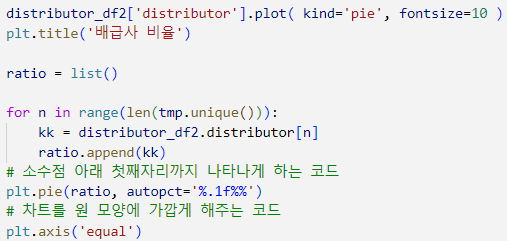 distributor_df2['distributor'].plot( kind='pie', fontsize=10 )
plt.title('배급사 비율')
ratio = list()
for n in range(len(tmp.unique())):
kk = distributor_df2.distributor[n]
ratio.append(kk)
# 소수점 아래 첫째자리까지 나타나게 하는 코드
plt.pie(ratio, autopct='%.1f%%')
# 차트를 원 모양에 가깝게 해주는 코드
plt.axis('equal')